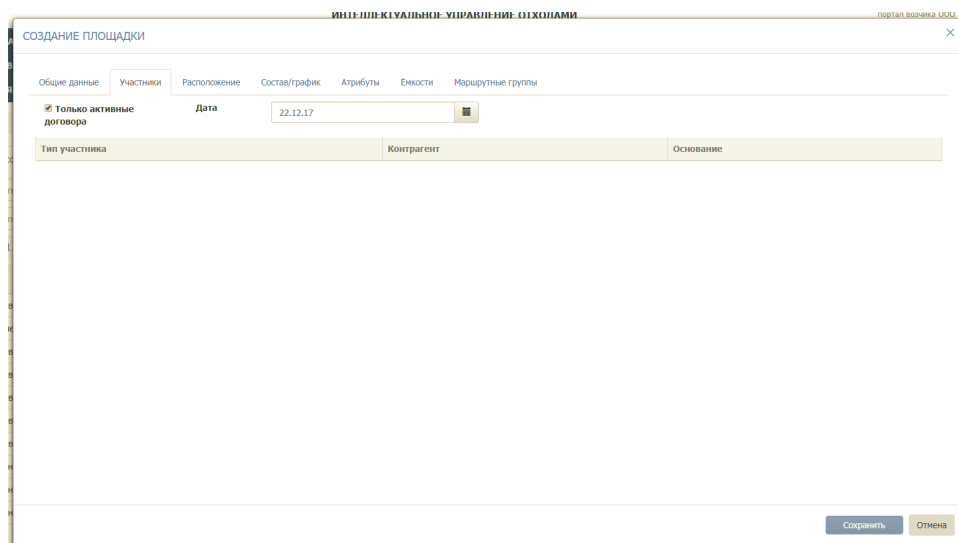 ИНТЕЛЛЕКТУАЛЬНОЕ УПРАВЛЕНИЕ ОТХОДАМИ
портал возчика ООО
СОЗДАНИЕ ПЛОЩАДКИ
Общие данные Участники Расположение Состав/график Атрибуты Ёмкости Маршрутные группы
Только активные договора Дата 22.12.17
Тип участника Контрагент Основание
Сохранить Отмена